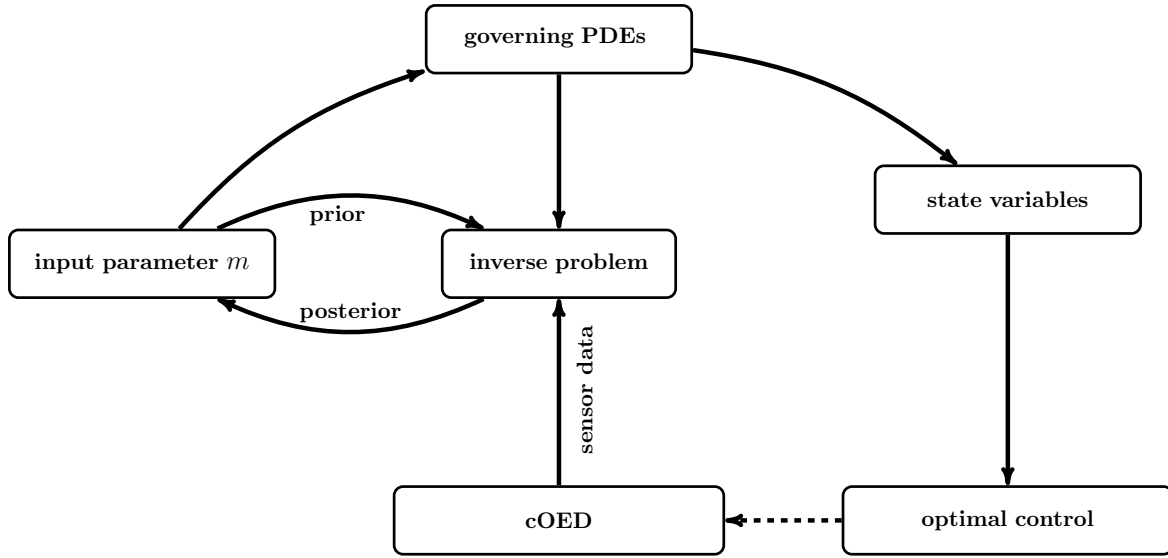 governing PDEs
state variables
prior
input parameter m
inverse problem
posterior
sensor data
cOED
optimal control